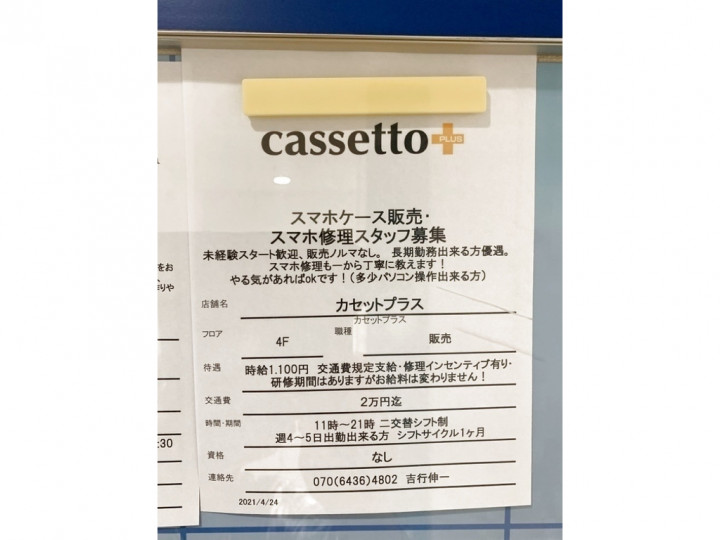 cassetto PLUS
スマホケース販売・
スマホ修理スタッフ募集
未経験スタート歓迎、販売ノルマなし。 長期勤務出来る方優遇。
スマホ修理も一から丁寧に教えます！
やる気があればokです！（多少パソコン操作出来る方）
店舗名 カセットプラス
カセットプラス
フロア 4F 職種 販売
待遇 時給1.100円 交通費規定支給・修理インセンティブ有り・
研修期間はありますがお給料は変わりません！
交通費 2万円迄
時間・期間 11時～21時 二交替シフト制
週4～5日出勤出来る方 シフトサイクル1ヶ月
資格 なし
連絡先 070(6436)4802 吉行伸一
2021/4/24
をお
りや
:30